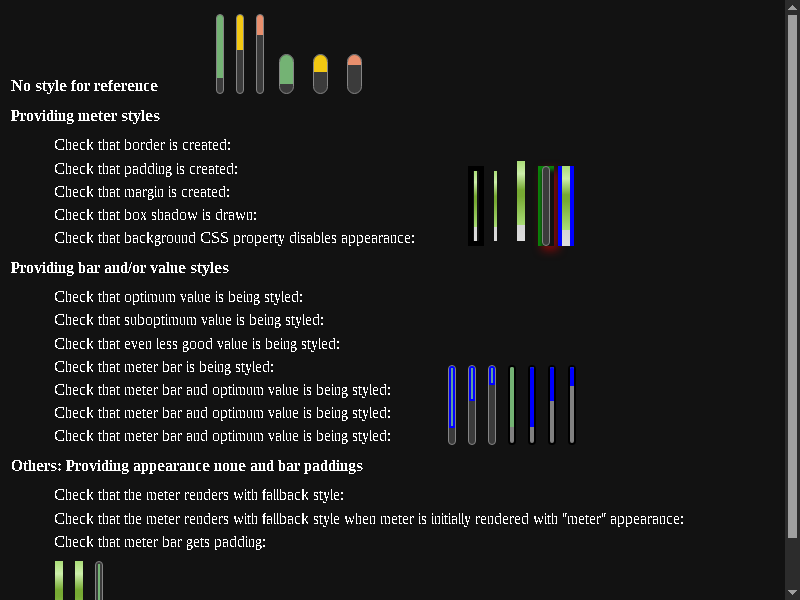 No style for reference
Providing meter styles
Check that border is created:
Check that padding is created:
Check that margin is created:
Check that box shadow is drawn:
Check that background CSS property disables appearance:
Providing bar and/or value styles
Check that optimum value is being styled:
Check that suboptimum value is being styled:
Check that even less good value is being styled:
Check that meter bar is being styled:
Check that meter bar and optimum value is being styled:
Check that meter bar and optimum value is being styled:
Check that meter bar and optimum value is being styled:
Others: Providing appearance none and bar paddings
Check that the meter renders with fallback style:
Check that the meter renders with fallback style when meter is initially rendered with "meter" appearance:
Check that meter bar gets padding: